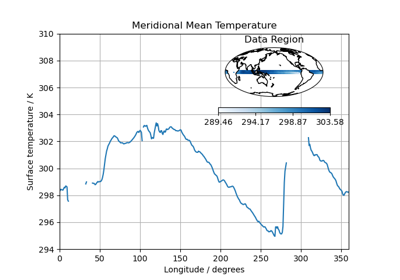 Meridional Mean Temperature
Data Region
289.46 294.17 298.87 303.58
Surface temperature / K
310
308
306
304
302
300
298
296
294
0 50 100 150 200 250 300 350
Longitude / degrees